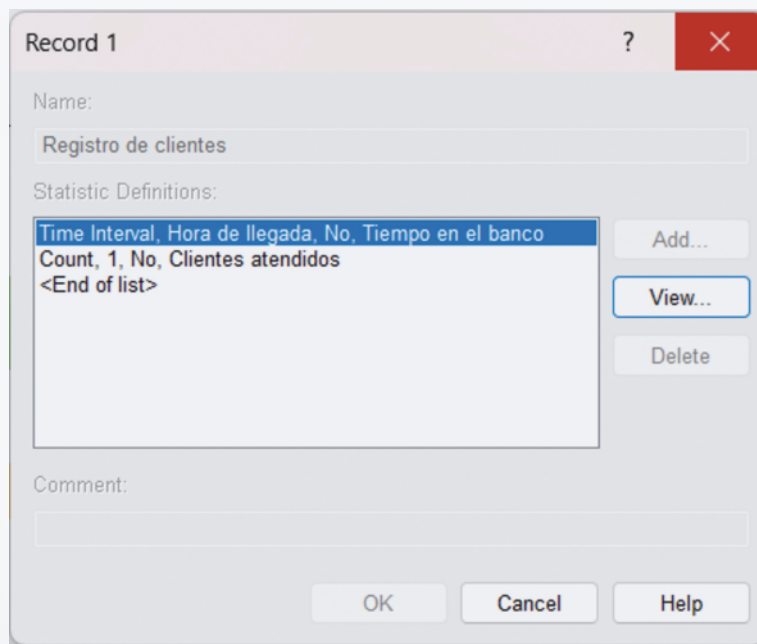 Record 1 ?
Name:
Registro de clientes
Statistic Definitions:
Time Interval, Hora de llegada, No, Tiempo en el banco
Count, 1, No, Clientes atendidos
<End of list>
Add...
View...
Delete
Comment:
OK Cancel Help